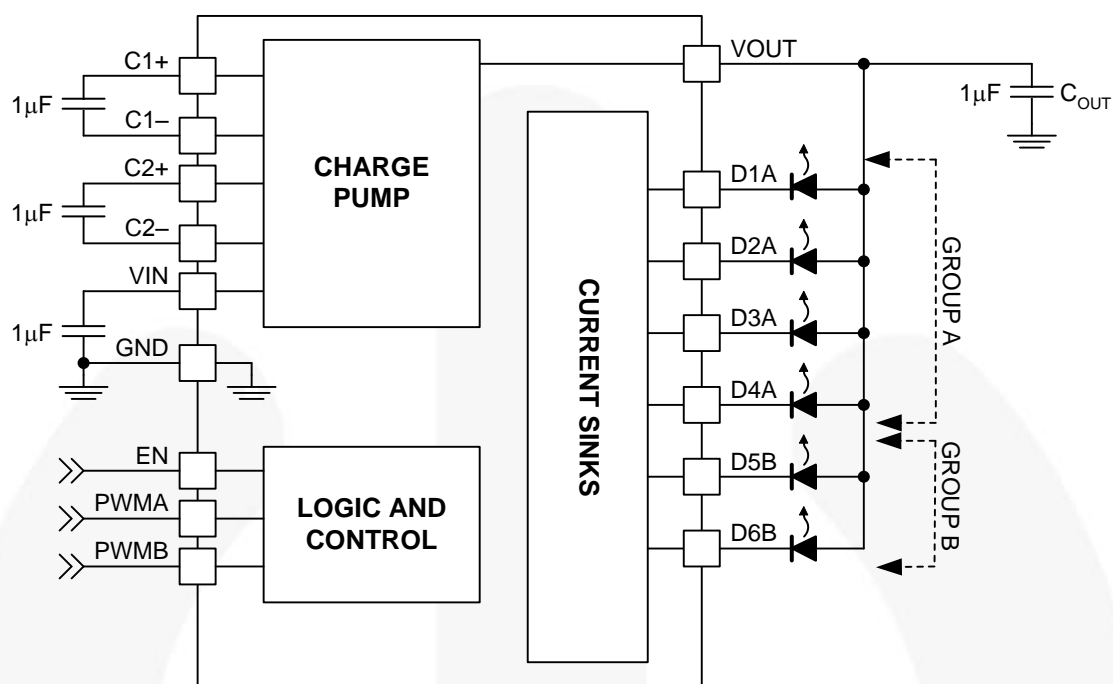 C1+
1µF
C1–
C2+
1µF
C2–
VIN
1µF
GND
EN
PWMA
PWMB
CHARGE
PUMP
LOGIC AND
CONTROL
CURRENT SINKS
VOUT
1µF
COUT
D1A
D2A
D3A
D4A
D5B
D6B
GROUP A
GROUP B